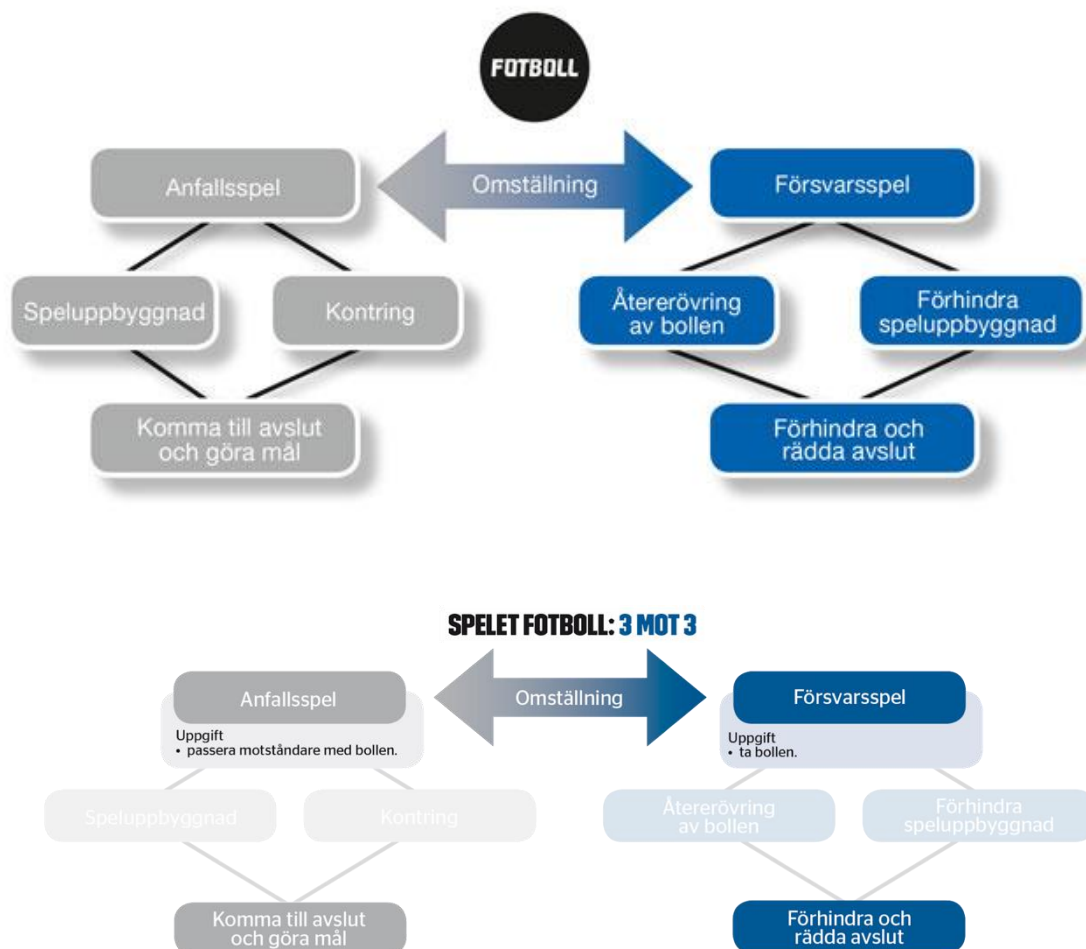 FOTBOLL
Anfallsspel
Omställning
Försvarsspel
Speluppbyggnad
Kontring
Återerövring
av bollen
Förhindra
speluppbyggnad
Komma till avslut
och göra mål
Förhindra och
rädda avslut
SPELET FOTBOLL: 3 MOT 3
Anfallsspel
Omställning
Försvarsspel
Uppgift
• passera motståndare med bollen.
Uppgift
• ta bollen.
Speluppbyggnad
Kontring
Återerövring
av bollen
Förhindra
speluppbyggnad
Komma till avslut
och göra mål
Förhindra och
rädda avslut